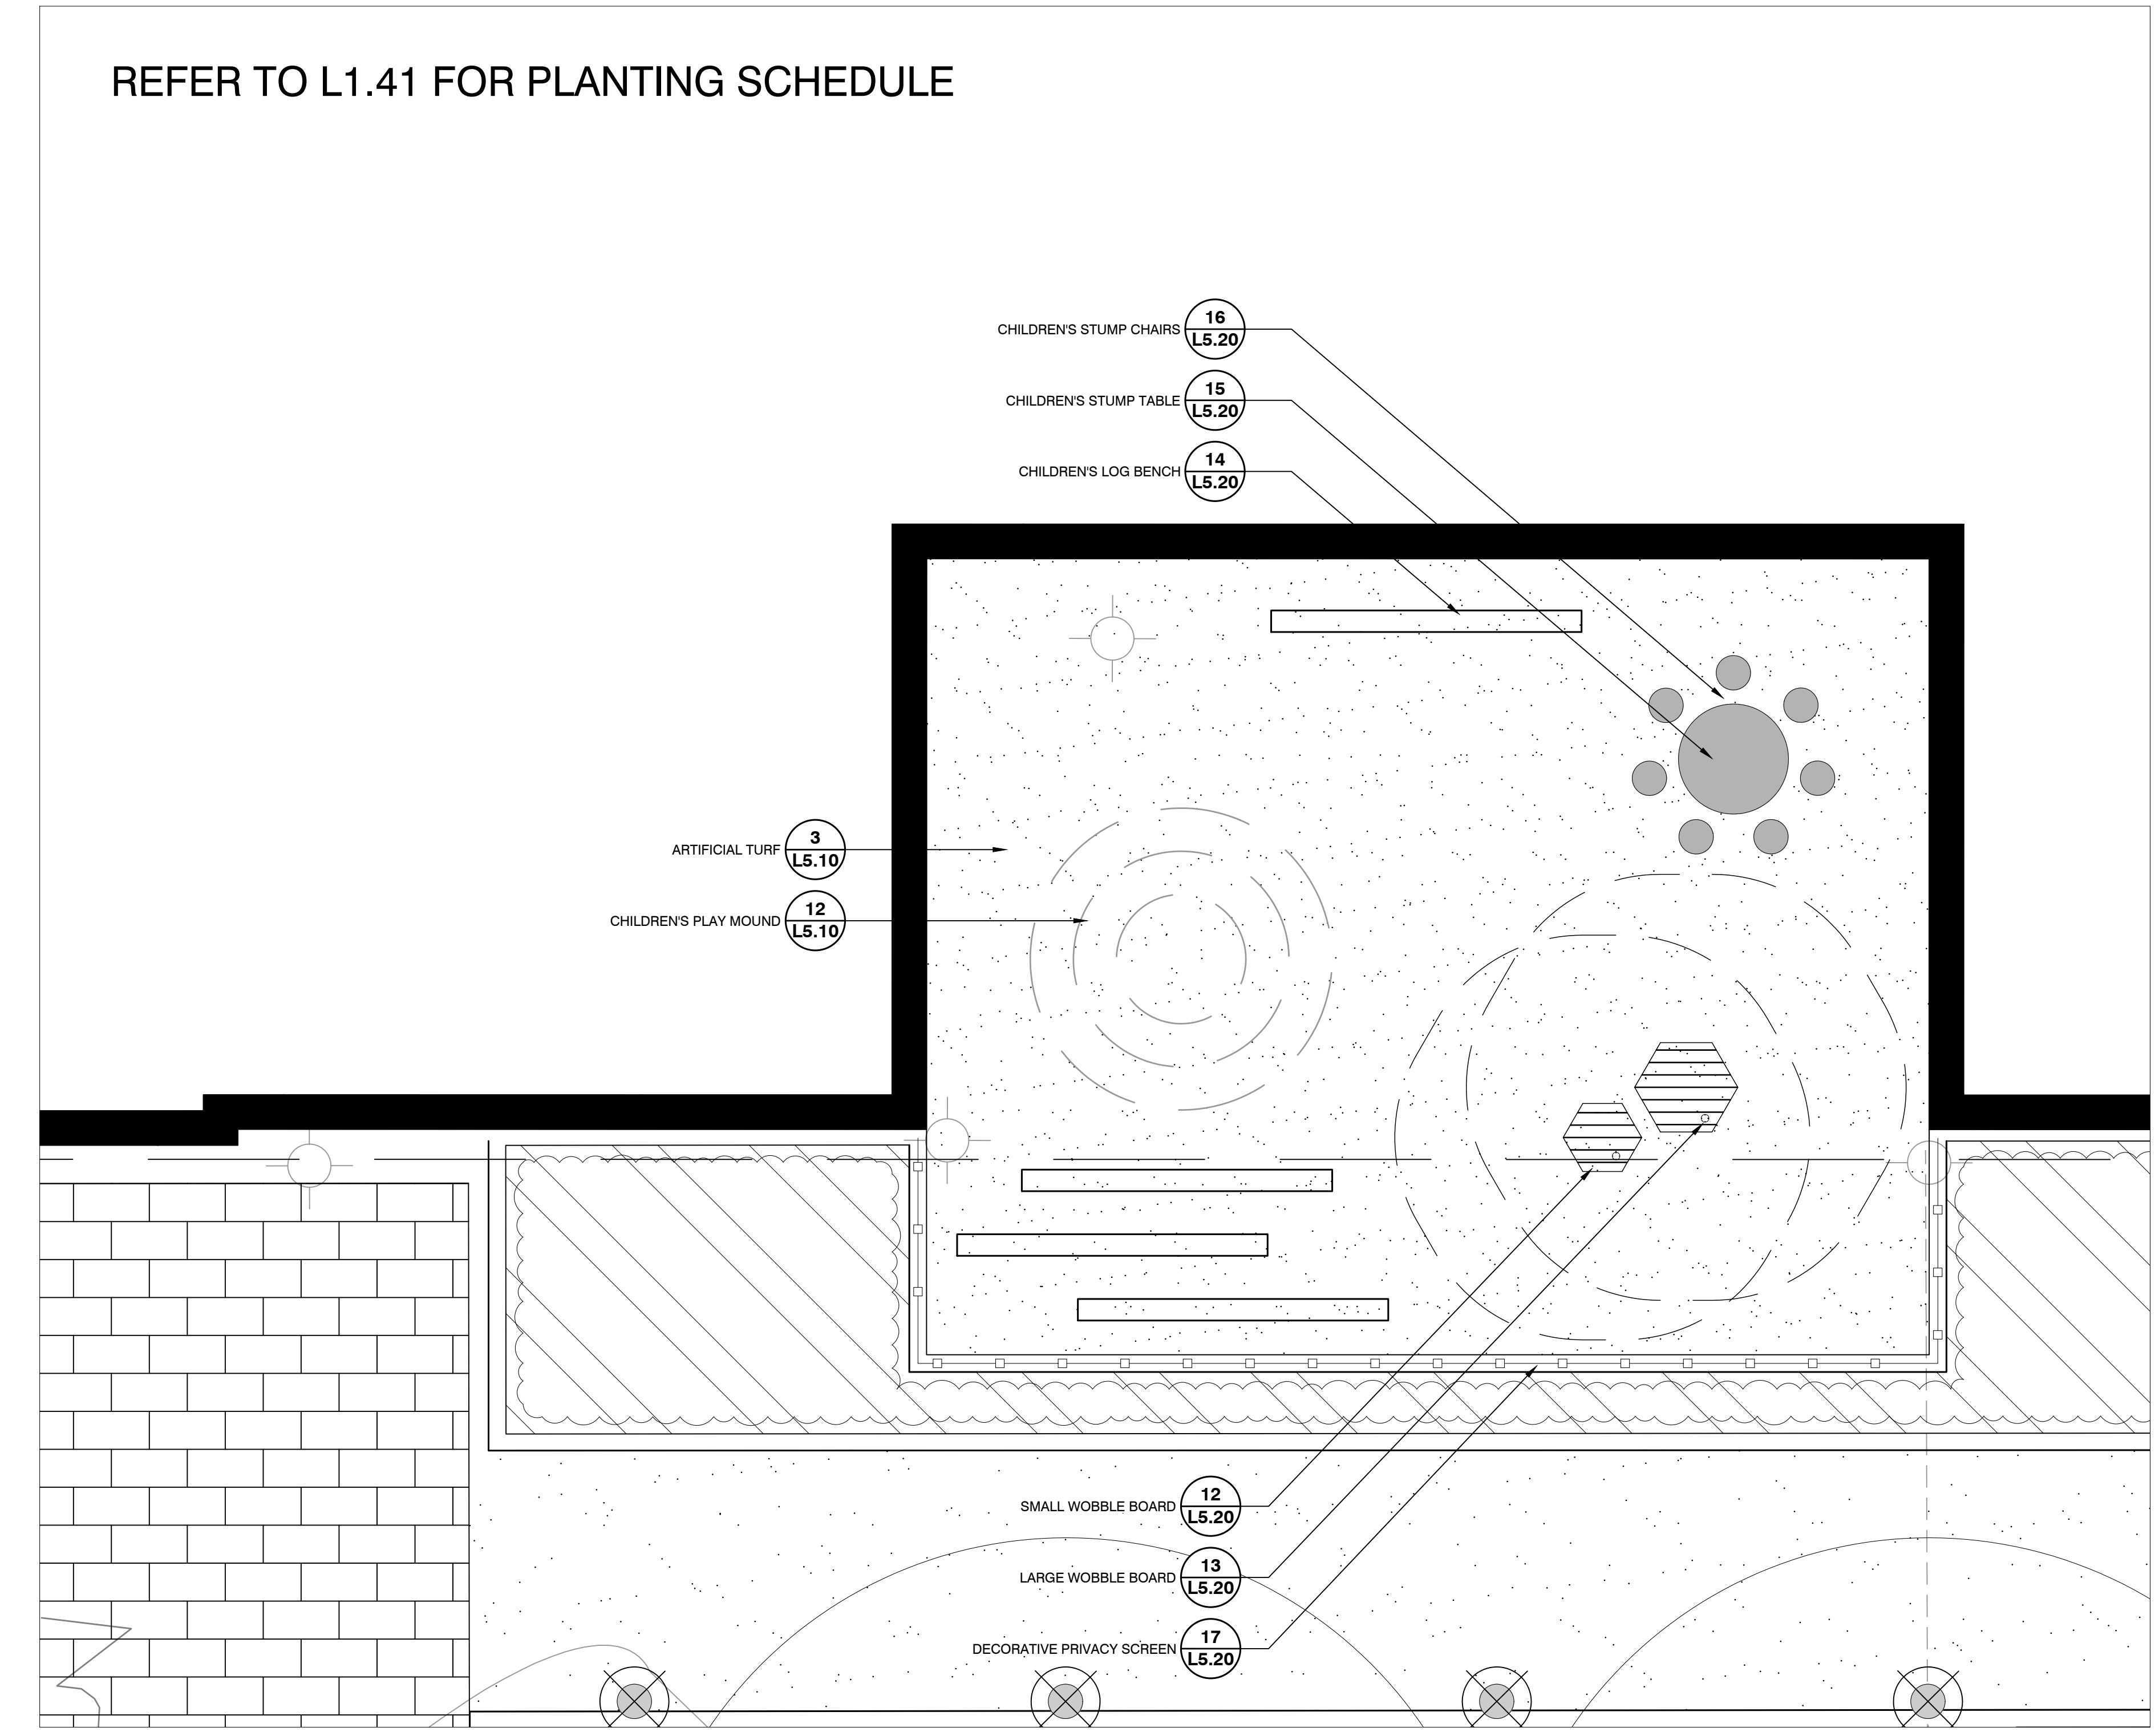 REFER TO L1.41 FOR PLANTING SCHEDULE
CHILDREN'S STUMP CHAIRS
16
L5.20
CHILDREN'S STUMP TABLE
15
L5.20
CHILDREN'S LOG BENCH
14
L5.20
ARTIFICIAL TURF
3
L5.10
CHILDREN'S PLAY MOUND
12
L5.10
SMALL WOBBLE BOARD
12
L5.20
LARGE WOBBLE BOARD
13
L5.20
DECORATIVE PRIVACY SCREEN
17
L5.20